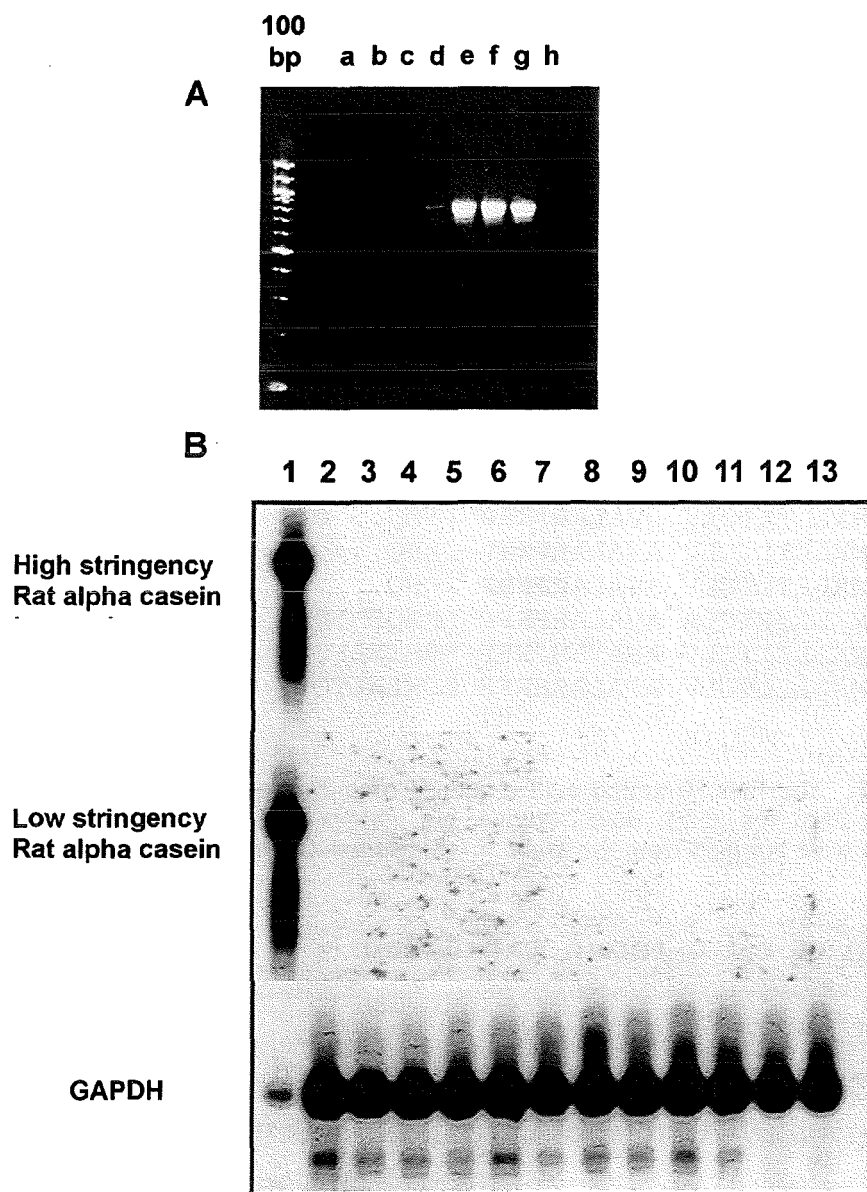 100
bp a b c d e f g h
A
B
1 2 3 4 5 6 7 8 9 10 11 12 13
High stringency
Rat alpha casein
Low stringency
Rat alpha casein
GAPDH